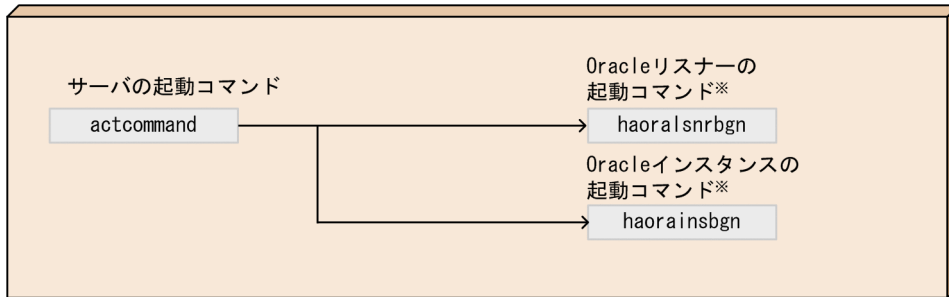 サーバの起動コマンド
actcommand
Oracleリスナーの
起動コマンド※
haoralsnrbgn
Oracleインスタンスの
起動コマンド※
haorainsbgn